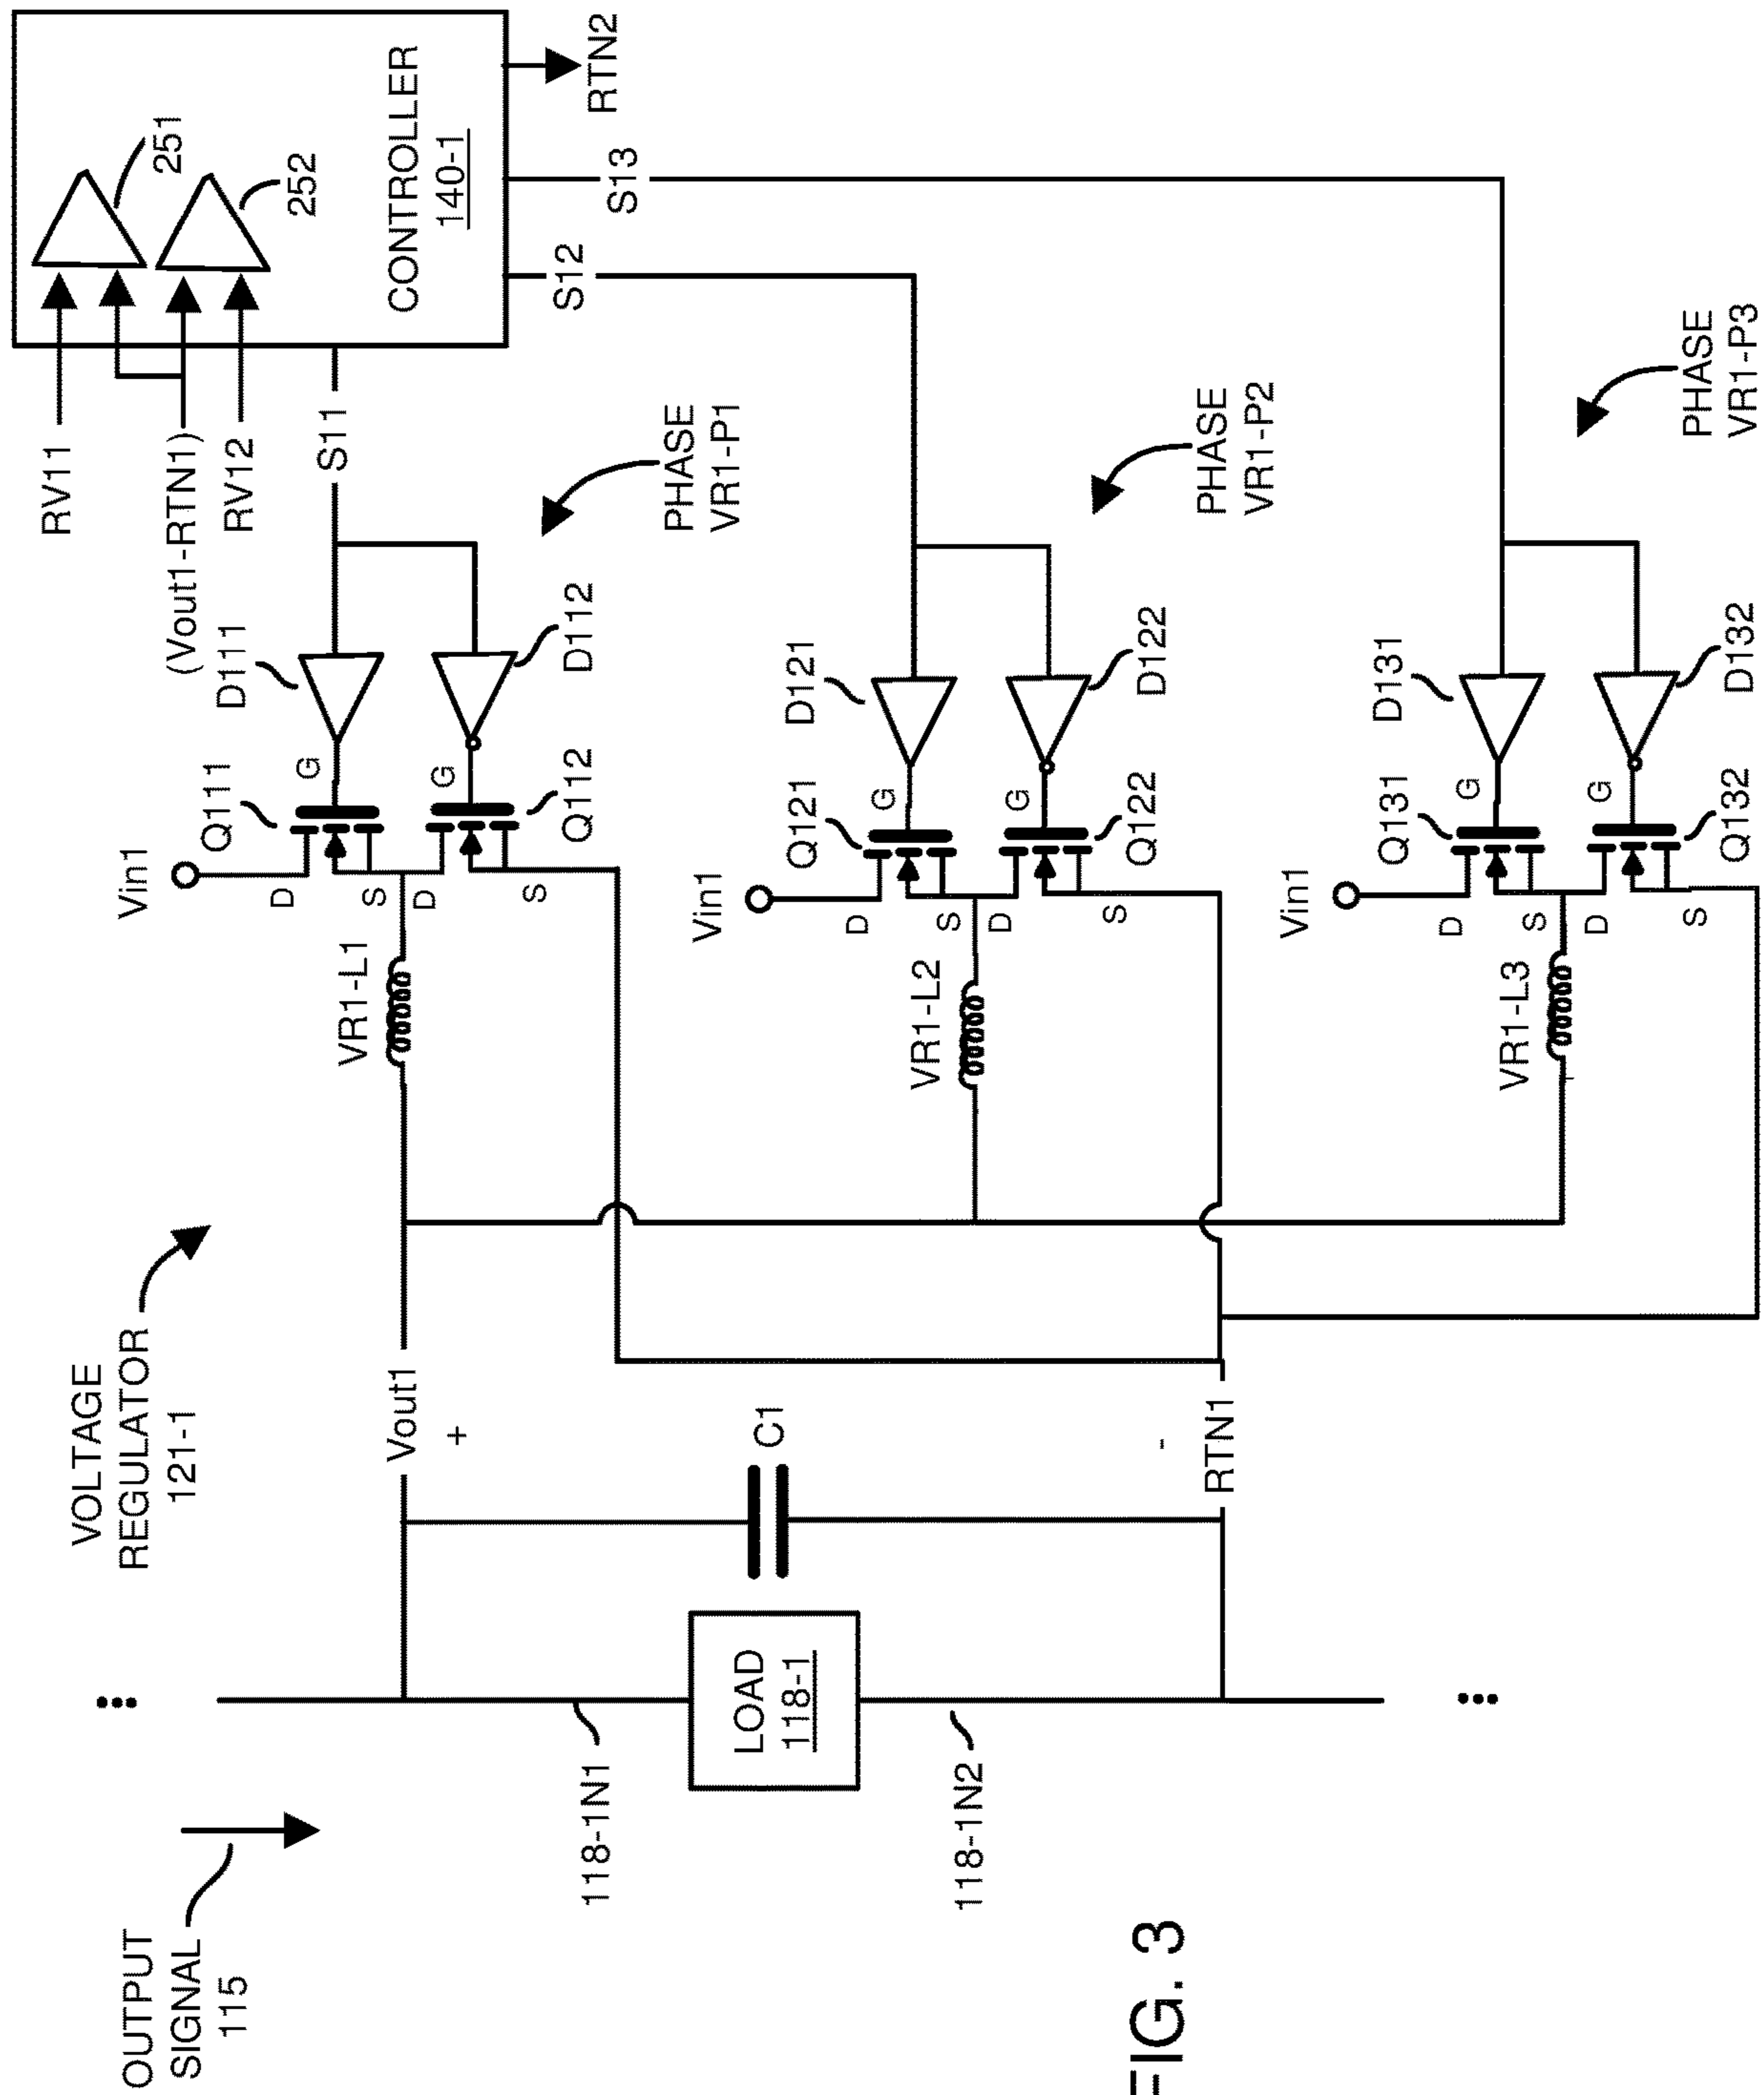 OUTPUT
SIGNAL
115
VOLTAGE
REGULATOR
121-1
118-1N1
LOAD
118-1
118-1N2
Vout1
+
C1
-
RTN1
VR1-L1
Vin1
D
S
D
S
Q111
G
G
Q112
D111
D112
S11
PHASE
VR1-P1
RV11
(Vout1-RTN1)
RV12
251
252
CONTROLLER
140-1
RTN2
S12
S13
VR1-L2
Vin1
D
S
D
S
Q121
G
G
Q122
D121
D122
PHASE
VR1-P2
VR1-L3
Vin1
D
S
D
S
Q131
G
G
Q132
D131
D132
PHASE
VR1-P3
FIG. 3